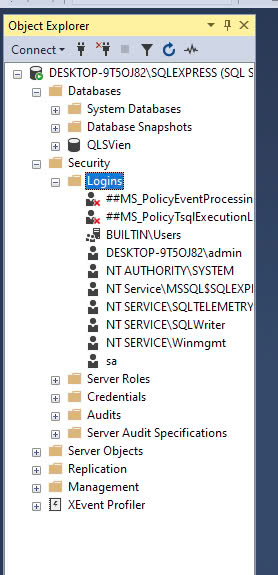 Object Explorer
Connect
DESKTOP-9T5OJ82\SQLEXPRESS (SQL S
Databases
System Databases
Database Snapshots
QLSVien
Security
Logins
##MS_PolicyEventProcessin
##MS_PolicyTsqlExecutionL
BUILTIN\Users
DESKTOP-9T5OJ82\admin
NT AUTHORITY\SYSTEM
NT Service\MSSQL$SQLEXPI
NT SERVICE\SQLTELEMETRY
NT SERVICE\SQLWriter
NT SERVICE\Winmgmt
sa
Server Roles
Credentials
Audits
Server Audit Specifications
Server Objects
Replication
Management
XEvent Profiler